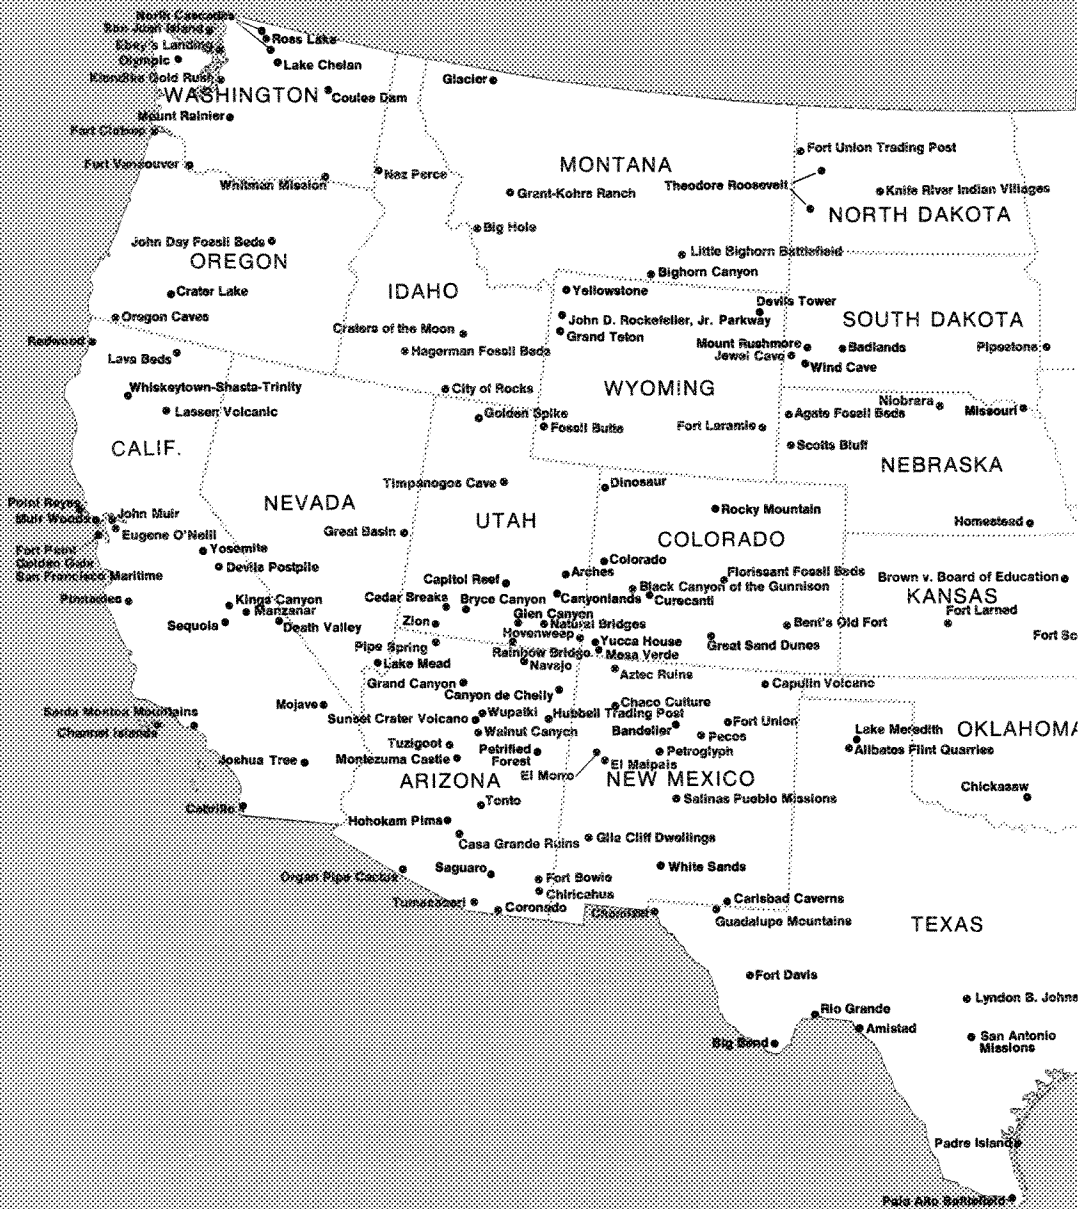 North Cascades
San Juan Island
Ross Lake
Ebey's Landing
Olympic
Lake Chelan
Klondike Gold Rush
Glacier
WASHINGTON
Coulee Dam
Mount Rainier
Fort Clatsop
Fort Union Trading Post
Fort Vancouver
MONTANA
Nez Perce
Whitman Mission
Theodore Roosevelt
Grant-Kohrs Ranch
Knife River Indian Villages
NORTH DAKOTA
Big Hole
John Day Fossil Beds
Little Bighorn Battlefield
OREGON
Bighorn Canyon
Crater Lake
IDAHO
Yellowstone
Devils Tower
Oregon Caves
John D. Rockefeller, Jr. Parkway
SOUTH DAKOTA
Craters of the Moon
Grand Teton
Redwood
Mount Rushmore
Badlands
Pipestone
Hagerman Fossil Beds
Jewel Cave
Lava Beds
Wind Cave
Whiskeytown-Shasta-Trinity
City of Rocks
WYOMING
Niobrara
Lassen Volcanic
Golden Spike
Agate Fossil Beds
Missouri
Fossil Butte
Fort Laramie
CALIF.
Scotts Bluff
NEBRASKA
Timpanogos Cave
Dinosaur
Point Reyes
NEVADA
Rocky Mountain
John Muir
Muir Woods
UTAH
Homestead
Eugene O'Neill
Great Basin
COLORADO
Fort Point
Yosemite
Golden Gate
Colorado
Devils Postpile
San Francisco Maritime
Arches
Florissant Fossil Beds
Capitol Reef
Brown v. Board of Education
Black Canyon of the Gunnison
Pinnacles
Kings Canyon
Cedar Breaks
Bryce Canyon
Canyonlands
Curecanti
KANSAS
Manzanar
Glen Canyon
Fort Larned
Sequoia
Death Valley
Zion
Natural Bridges
Bent's Old Fort
Hovenweep
Fort Sc
Pipe Spring
Yucca House
Great Sand Dunes
Rainbow Bridge
Mesa Verde
Lake Mead
Navajo
Aztec Ruins
Grand Canyon
Capulin Volcano
Canyon de Chelly
Mojave
Chaco Culture
Santa Monica Mountains
Wupatki
Hubbell Trading Post
Sunset Crater Volcano
Fort Union
Channel Islands
Walnut Canyon
Bandelier
Lake Meredith
OKLAHOMA
Pecos
Tuzigoot
Petrified
Forest
Petroglyph
Alibates Flint Quarries
Joshua Tree
Montezuma Castle
El Malpais
El Morro
ARIZONA
NEW MEXICO
Chickasaw
Tonto
Salinas Pueblo Missions
Cabrillo
Hohokam Pima
Casa Grande Ruins
Gila Cliff Dwellings
Saguaro
White Sands
Organ Pipe Cactus
Fort Bowie
Chiricahua
Tumacacori
Coronado
Carlsbad Caverns
Chamizal
Guadalupe Mountains
TEXAS
Fort Davis
Lyndon B. Johns
Rio Grande
Amistad
Big Bend
San Antonio
Missions
Padre Island
Palo Alto Battlefield